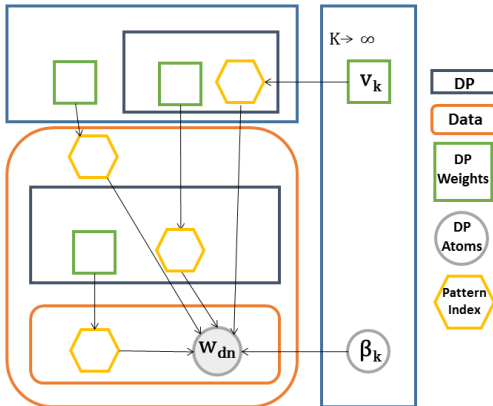 K→ ∞
v_k
w_dn
β_k
DP
Data
DP
Weights
DP
Atoms
Pattern
Index